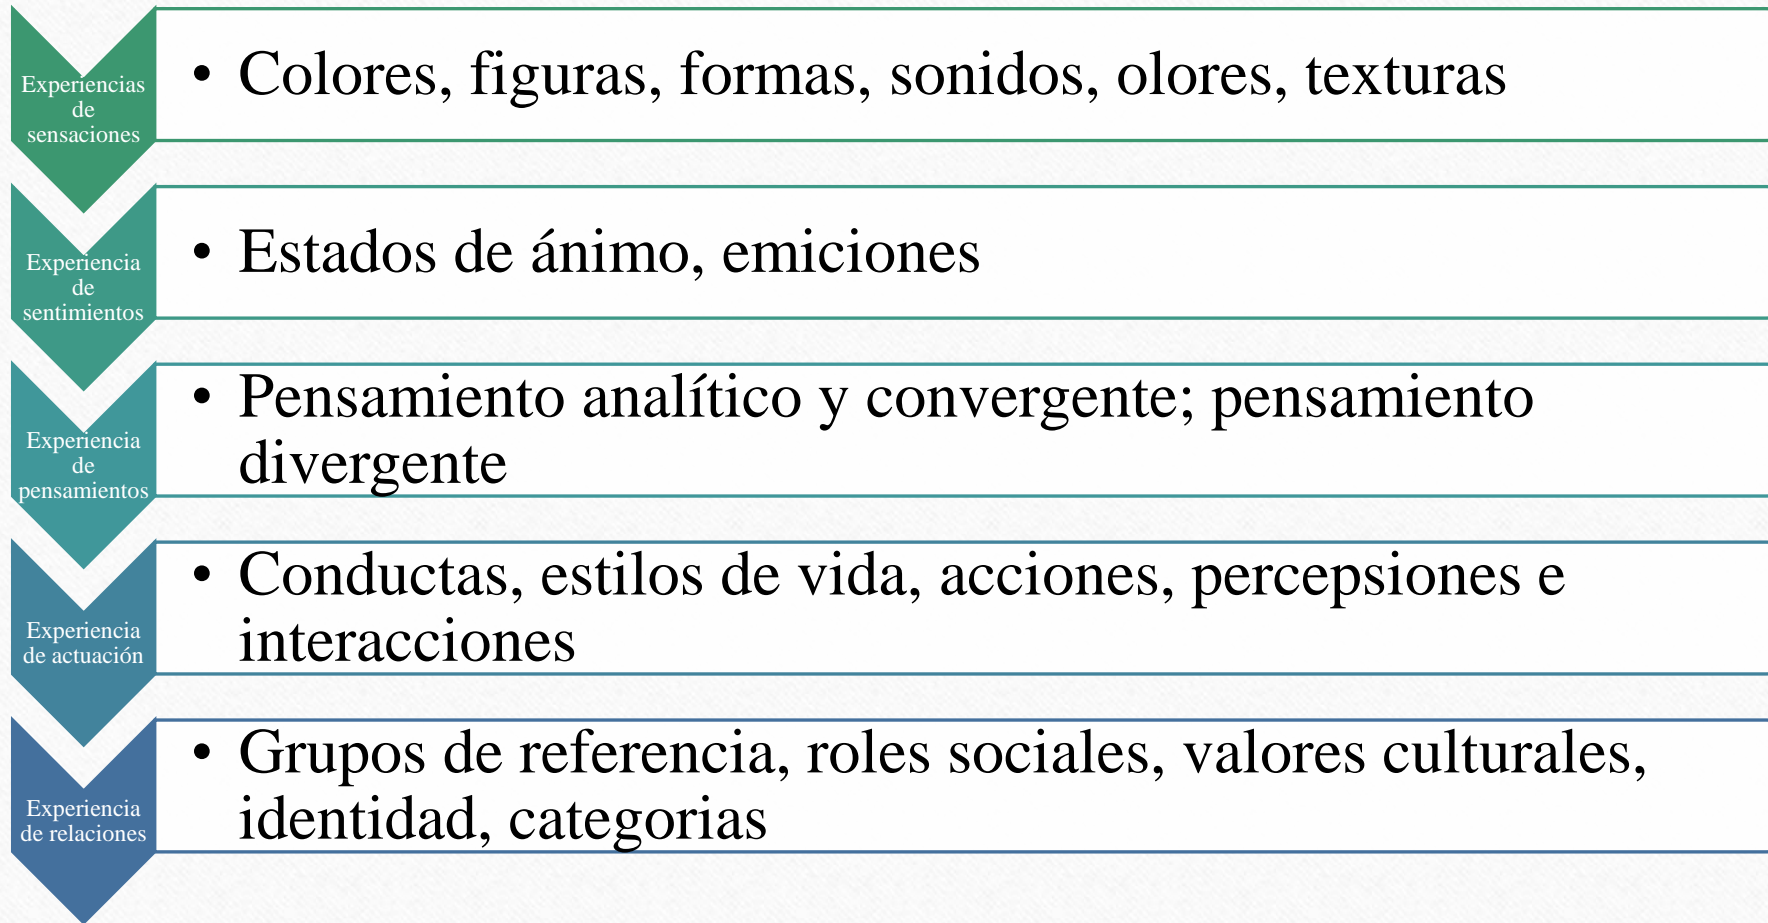 Experiencias
de
sensaciones
• Colores, figuras, formas, sonidos, olores, texturas
Experiencia
de
sentimientos
• Estados de ánimo, emiciones
Experiencia
de
pensamientos
• Pensamiento analítico y convergente; pensamiento
divergente
Experiencia
de actuación
• Conductas, estilos de vida, acciones, percepsiones e
interacciones
Experiencia
de relaciones
• Grupos de referencia, roles sociales, valores culturales,
identidad, categorias